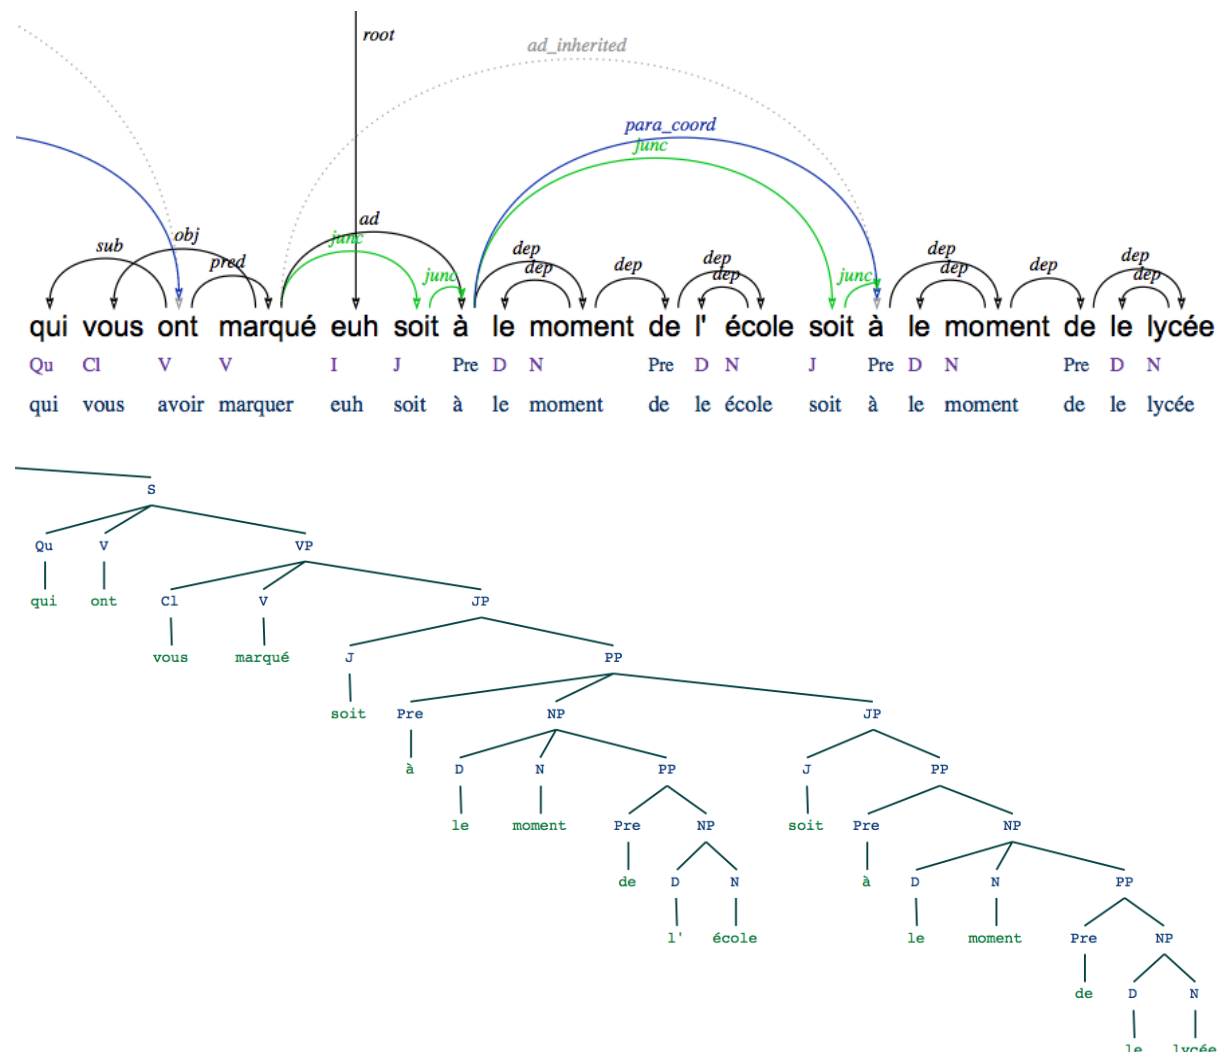 root
ad_inherited
para_coord
junc
ad
obj
sub
junc
dep
dep
dep
dep
pred
junc
dep
dep
dep
junc
dep
dep
dep
qui vous ont marqué euh soit à le moment de l' école soit à le moment de le lycée
Qu Cl V V I J Pre D N Pre D N J Pre D N Pre D N
qui vous avoir marquer euh soit à le moment de le école soit à le moment de le lycée
S
Qu V VP
qui ont Cl V JP
vous marqué J PP
soit Pre NP JP
à D N PP J PP
le moment Pre NP soit Pre NP
de D N à D N PP
l' école le moment Pre NP
de D N
le lycée